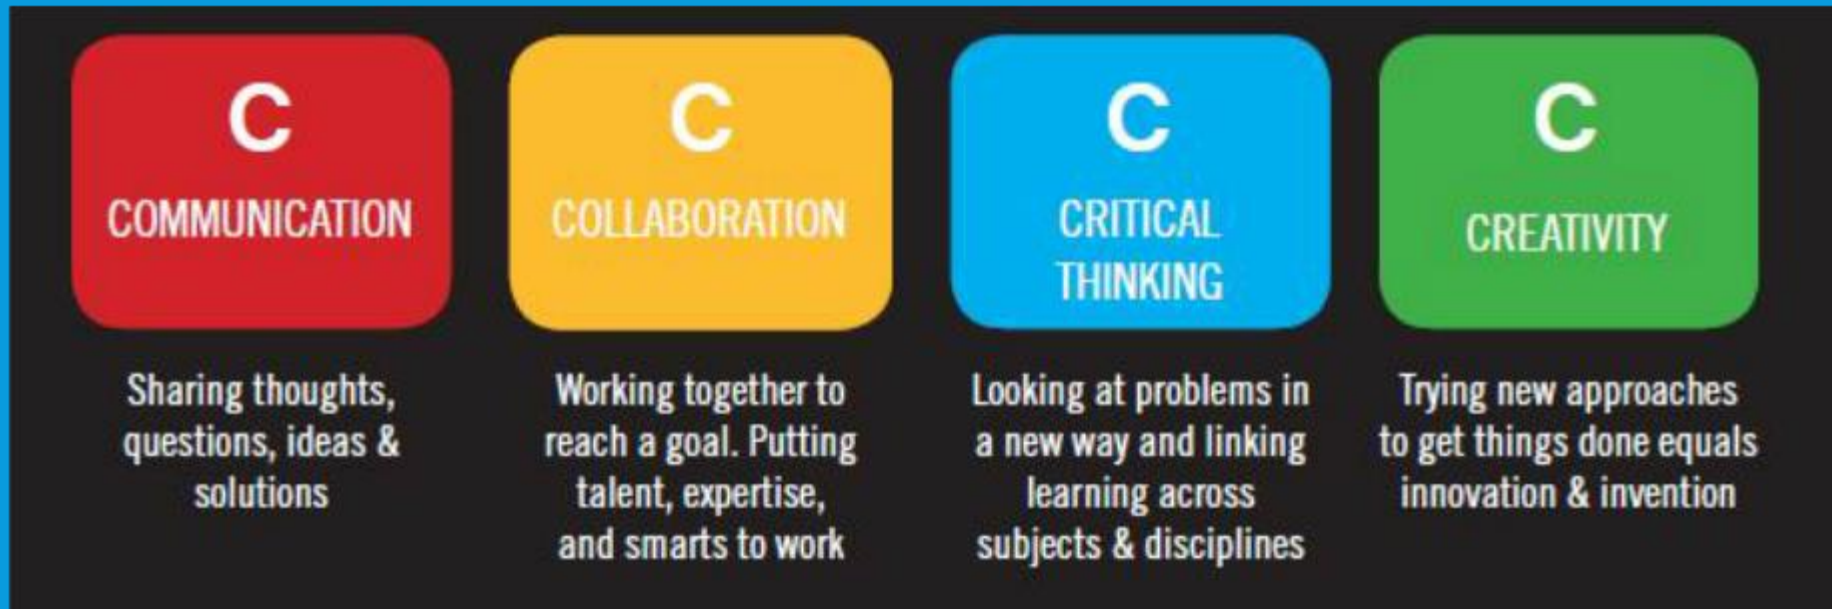 C
COMMUNICATION
Sharing thoughts,
questions, ideas &
solutions
C
COLLABORATION
Working together to
reach a goal. Putting
talent, expertise,
and smarts to work
C
CRITICAL
THINKING
Looking at problems in
a new way and linking
learning across
subjects & disciplines
C
CREATIVITY
Trying new approaches
to get things done equals
innovation & invention